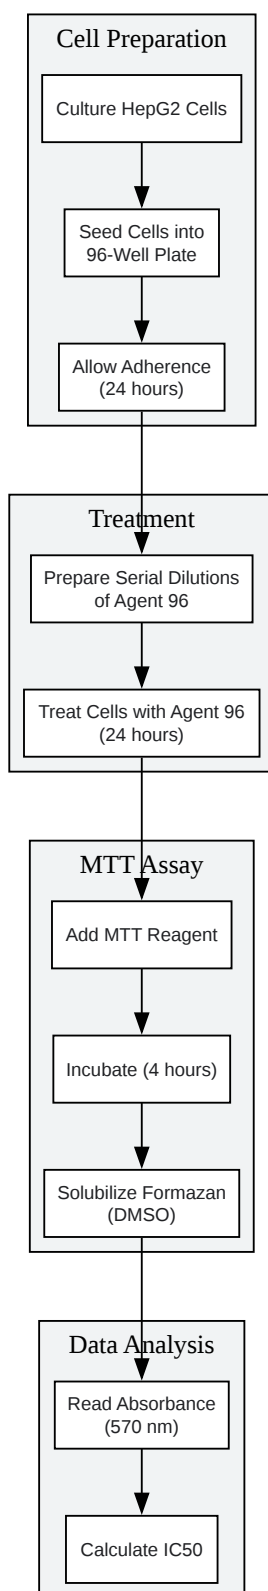 Cell Preparation
Culture HepG2 Cells
Seed Cells into
96-Well Plate
Allow Adherence
(24 hours)
Treatment
Prepare Serial Dilutions
of Agent 96
Treat Cells with Agent 96
(24 hours)
MTT Assay
Add MTT Reagent
Incubate (4 hours)
Solubilize Formazan
(DMSO)
Data Analysis
Read Absorbance
(570 nm)
Calculate IC50